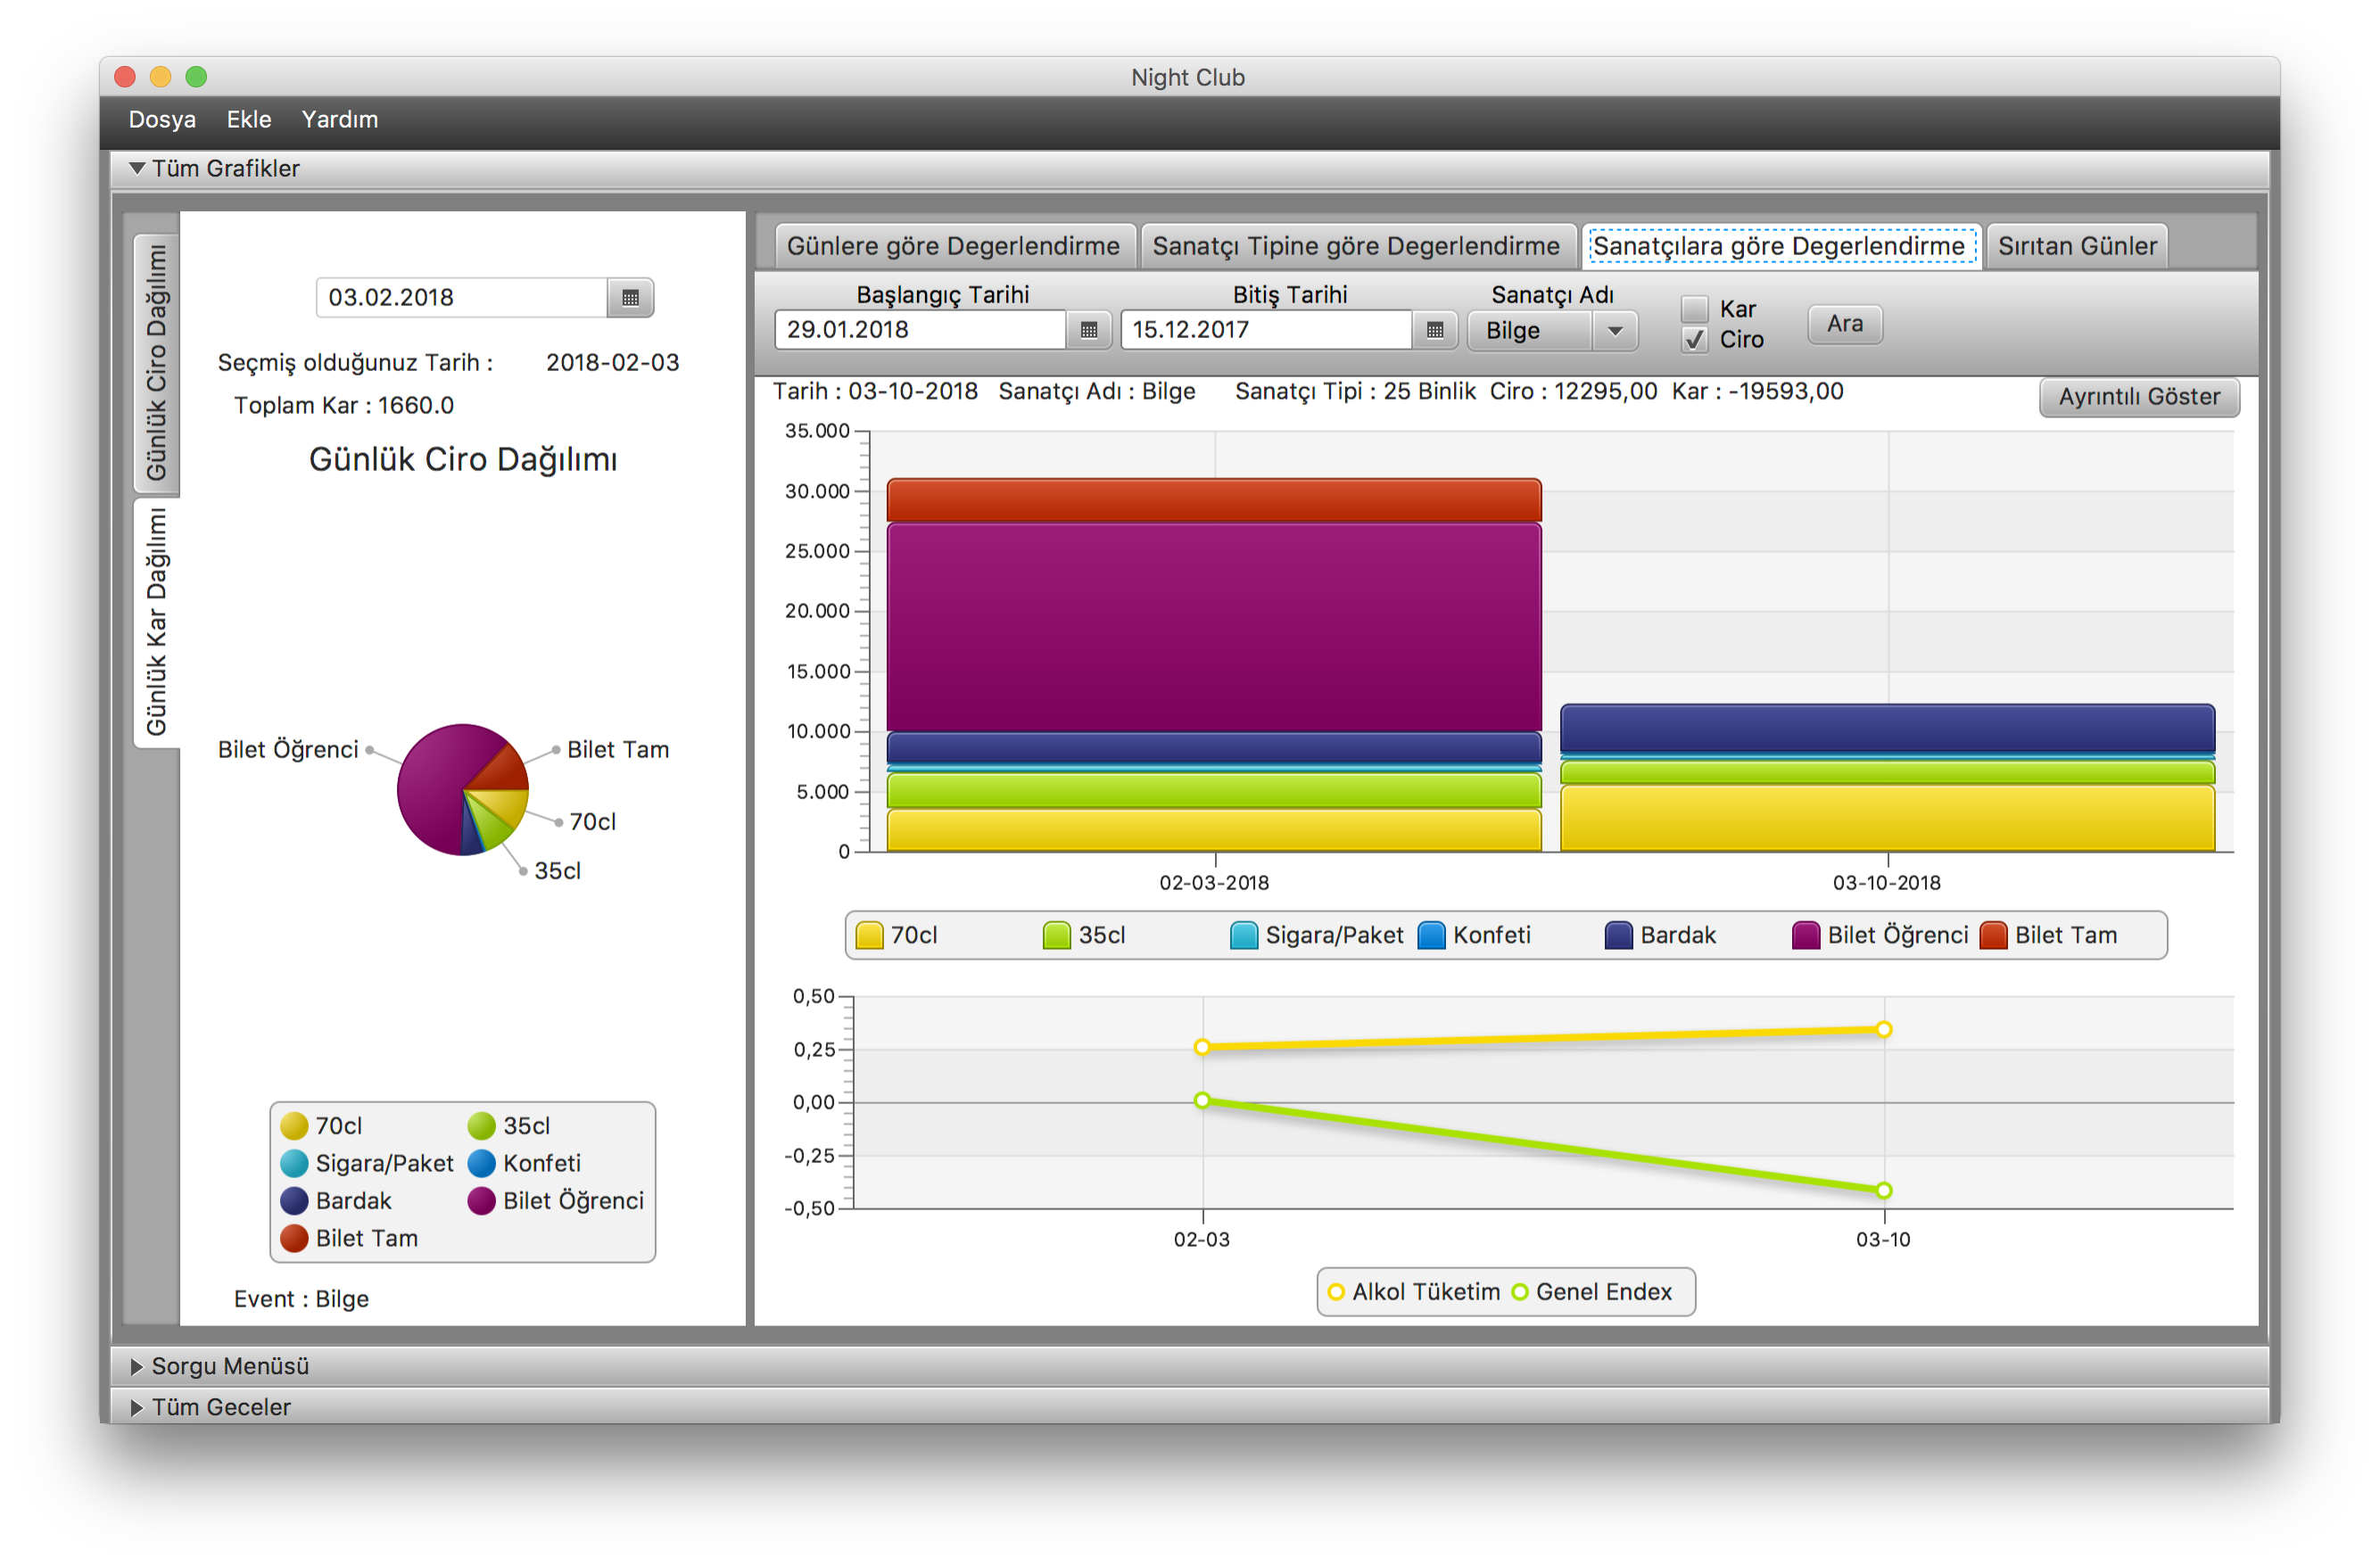 Night Club
Dosya Ekle Yardım
Tüm Grafikler
Günlük Ciro Dağılımı
Günlük Kar Dağılımı
03.02.2018
Seçmiş olduğunuz Tarih : 2018-02-03
Toplam Kar : 1660.0
Günlük Ciro Dağılımı
Bilet Öğrenci
Bilet Tam
70cl
35cl
70cl 35cl
Sigara/Paket Konfeti
Bardak Bilet Öğrenci
Bilet Tam
Event : Bilge
Günlere göre Degerlendirme Sanatçı Tipine göre Degerlendirme Sanatçılara göre Degerlendirme Sırıtan Günler
Başlangıç Tarihi Bitiş Tarihi Sanatçı Adı
29.01.2018 15.12.2017 Bilge
Kar
Ciro
Ara
Tarih : 03-10-2018 Sanatçı Adı : Bilge Sanatçı Tipi : 25 Binlik Ciro : 12295,00 Kar : -19593,00
Ayrıntılı Göster
35.000
30.000
25.000
20.000
15.000
10.000
5.000
0
02-03-2018 03-10-2018
70cl 35cl Sigara/Paket Konfeti Bardak Bilet Öğrenci Bilet Tam
0,50
0,25
0,00
-0,25
-0,50
02-03 03-10
Alkol Tüketim Genel Endex
Sorgu Menüsü
Tüm Geceler